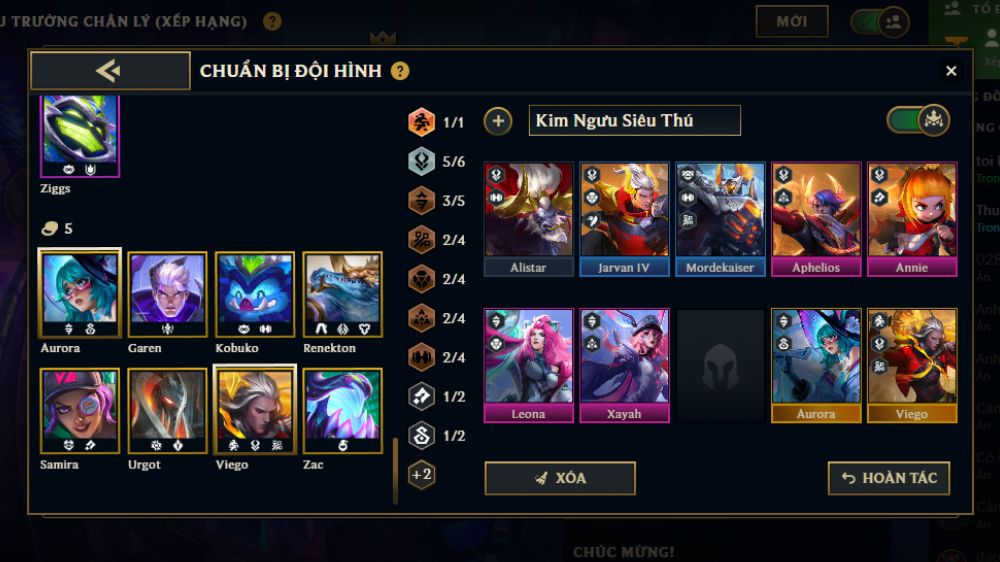 U TRƯỜNG CHÂN LÝ (XẾP HẠNG) ?
MỜI
TỔ Đ
CHUẨN BỊ ĐỘI HÌNH ?
Ziggs
5
Aurora Garen Kobuko Renekton
Samira Urgot Viego Zac
1/1
5/6
3/5
2/4
2/4
2/4
2/4
1/2
1/2
+2
Kim Ngưu Siêu Thú
Alistar Jarvan IV Mordekaiser Aphelios Annie
Leona Xayah Aurora Viego
XÓA
HOÀN TÁC
CHÚC MỪNG!